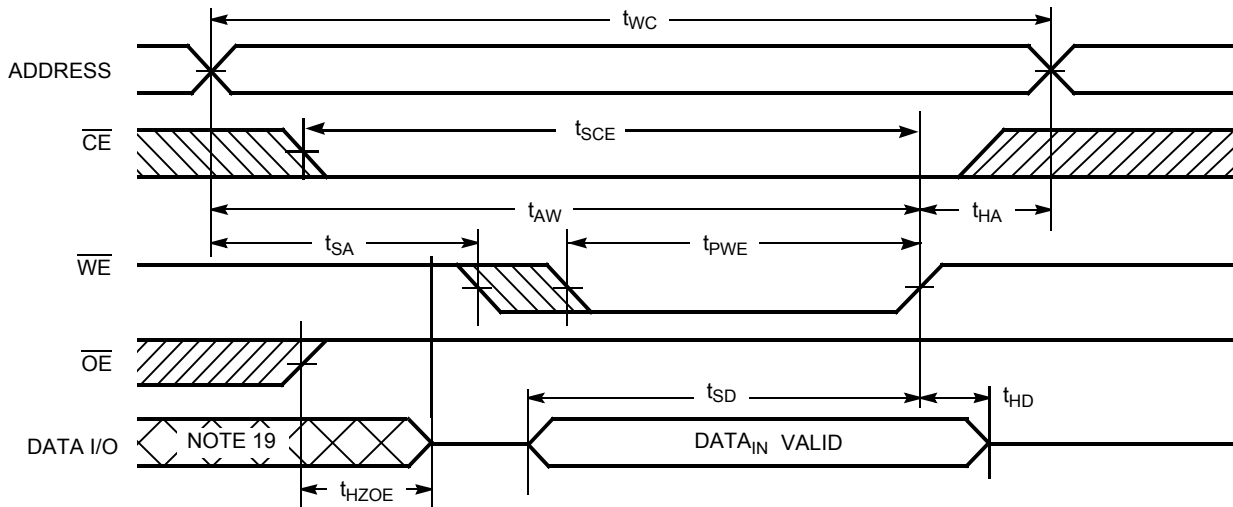 tWC
ADDRESS
CE
tSCE
tAW
tHA
tSA
tPWE
WE
OE
tSD
tHD
DATA I/O
NOTE 19
DATAIN VALID
tHZOE